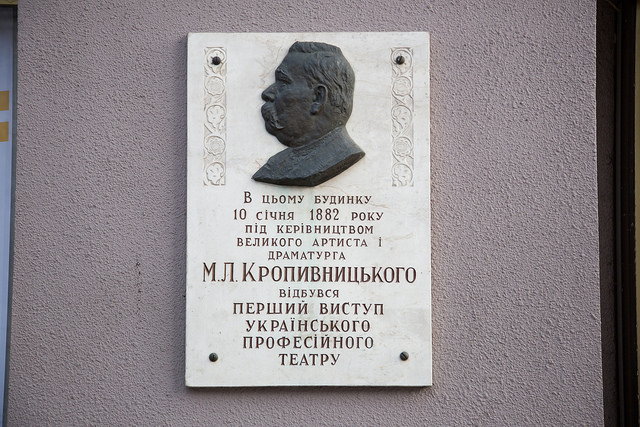 В цьому будинку
10 січня 1882 року
під керівництвом
великого артиста і
драматурга
М.Л.Кропивницького
відбувся
перший виступ
українського
професійного
театру